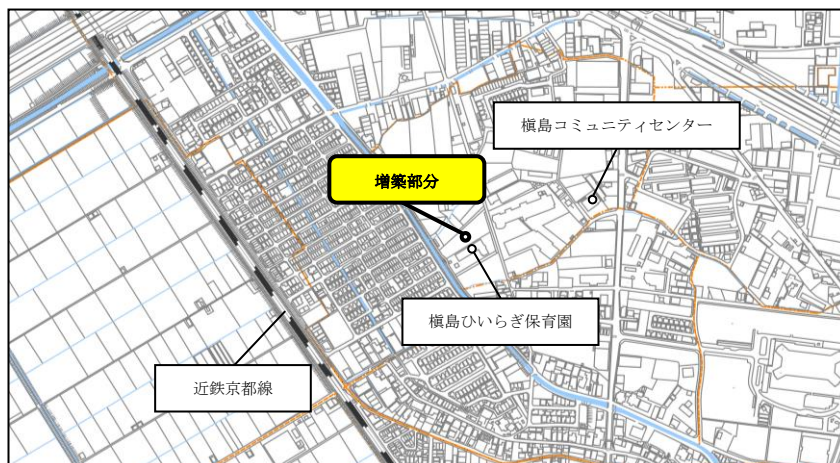 槇島コミュニティセンター
増築部分
槇島ひいらぎ保育園
近鉄京都線